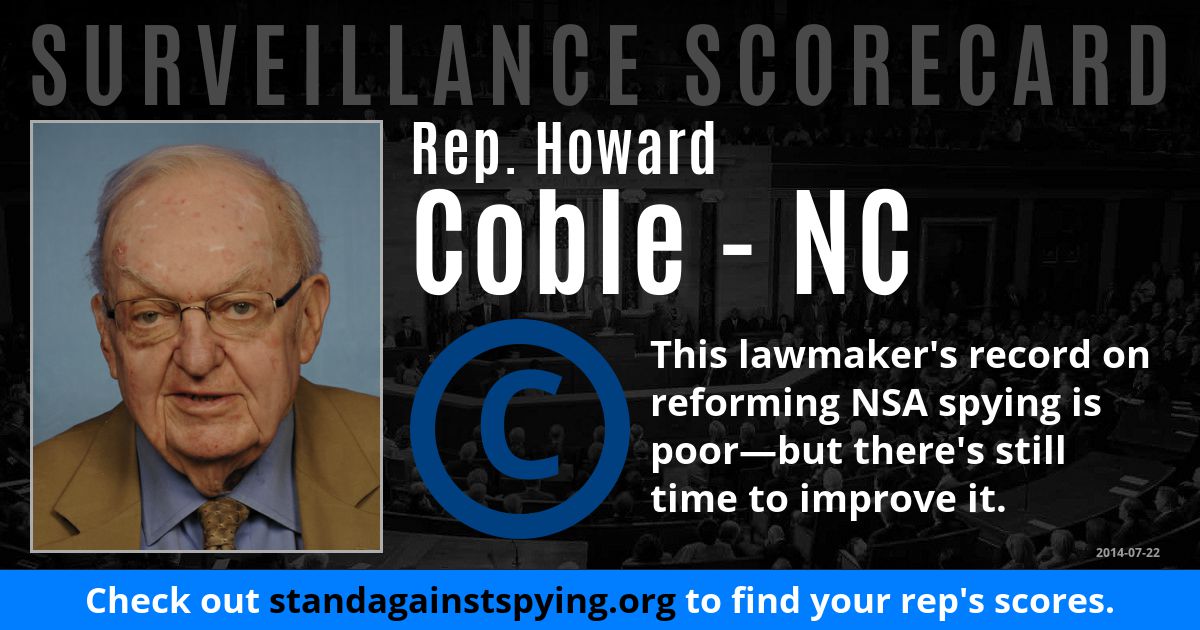 SURVEILLANCE SCORECARD
Rep. Howard
Coble - NC
C
This lawmaker's record on
reforming NSA spying is
poor—but there's still
time to improve it.
2014-07-22
Check out standagainstspying.org to find your rep's scores.